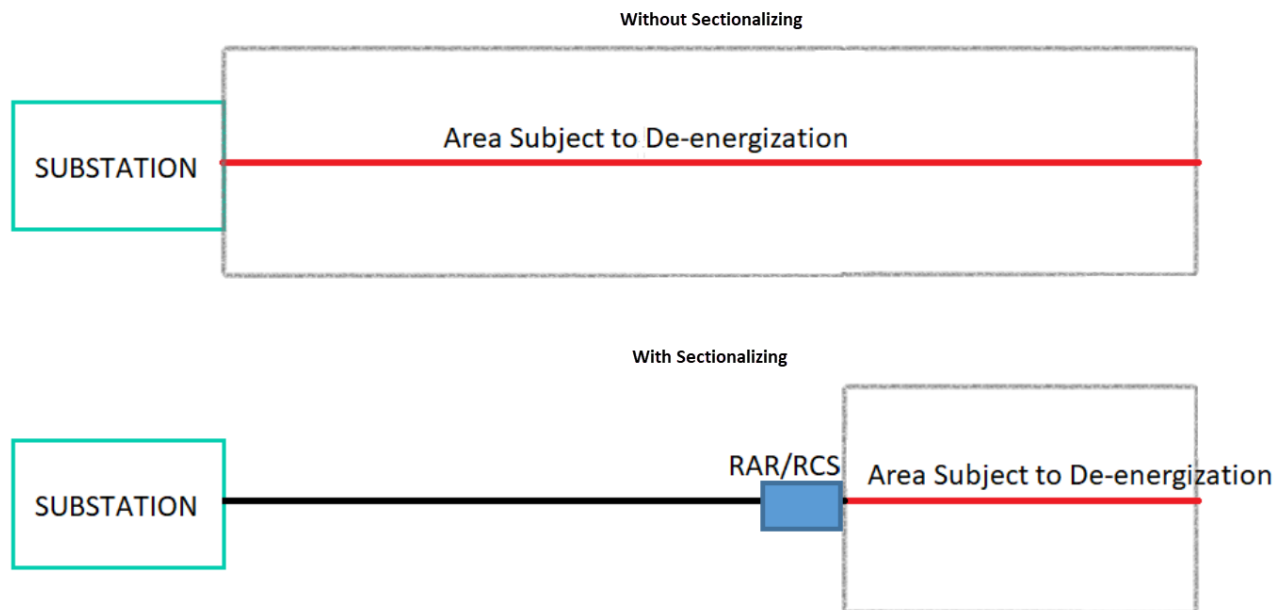 Without Sectionalizing
Area Subject to De-energization
SUBSTATION
With Sectionalizing
RAR/RCS
Area Subject to De-energization
SUBSTATION